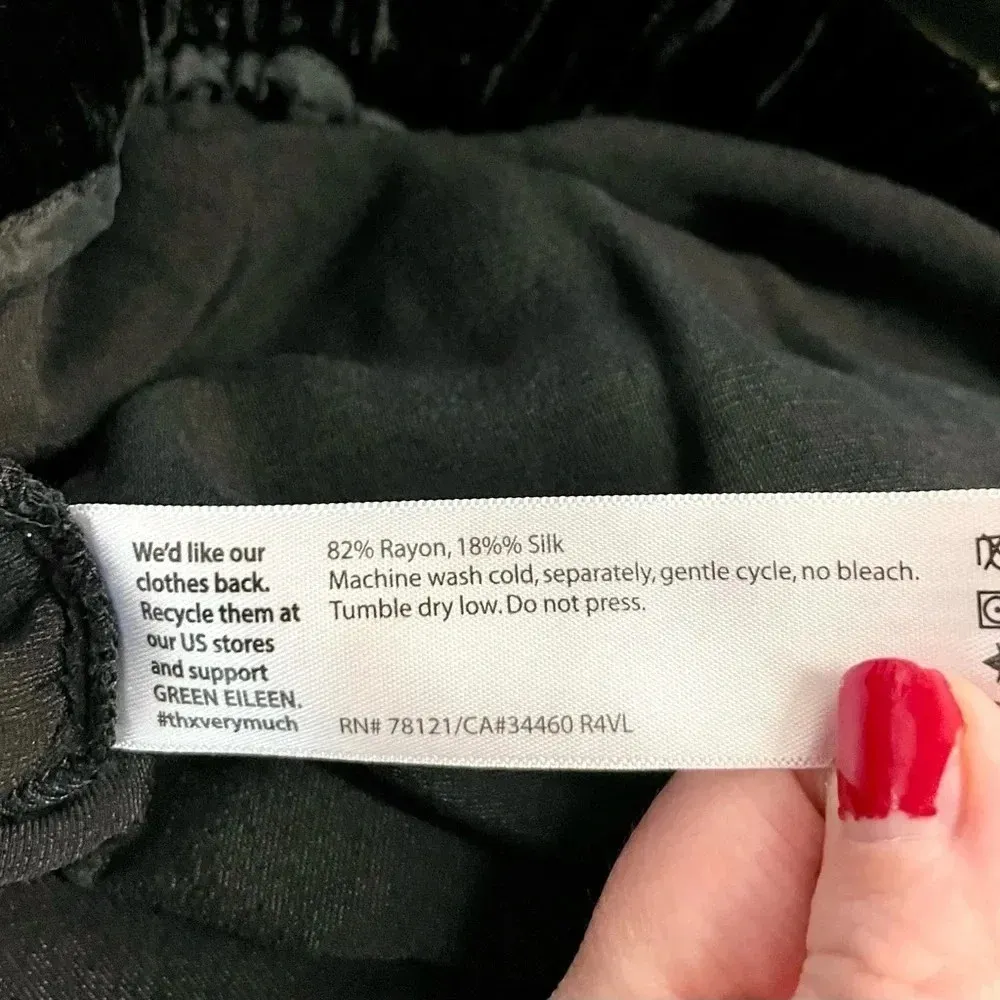 We'd like our
clothes back.
Recycle them at
our US stores
and support
GREEN EILEEN.
#thxverymuch
82% Rayon, 18%% Silk
Machine wash cold, separately, gentle cycle, no bleach.
Tumble dry low. Do not press.
RN# 78121/CA#34460 R4VL